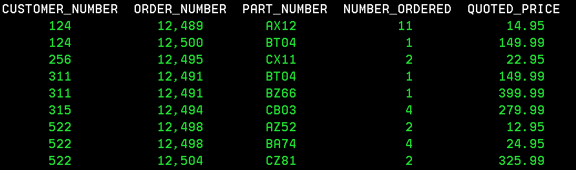 CUSTOMER_NUMBER ORDER_NUMBER PART_NUMBER NUMBER_ORDERED QUOTED_PRICE
124 12,489 AX12 11 14.95
124 12,500 BT04 1 149.99
256 12,495 CX11 2 22.95
311 12,491 BT04 1 149.99
311 12,491 BZ66 1 399.99
315 12,494 CB03 4 279.99
522 12,498 AZ52 2 12.95
522 12,498 BA74 4 24.95
522 12,504 CZ81 2 325.99